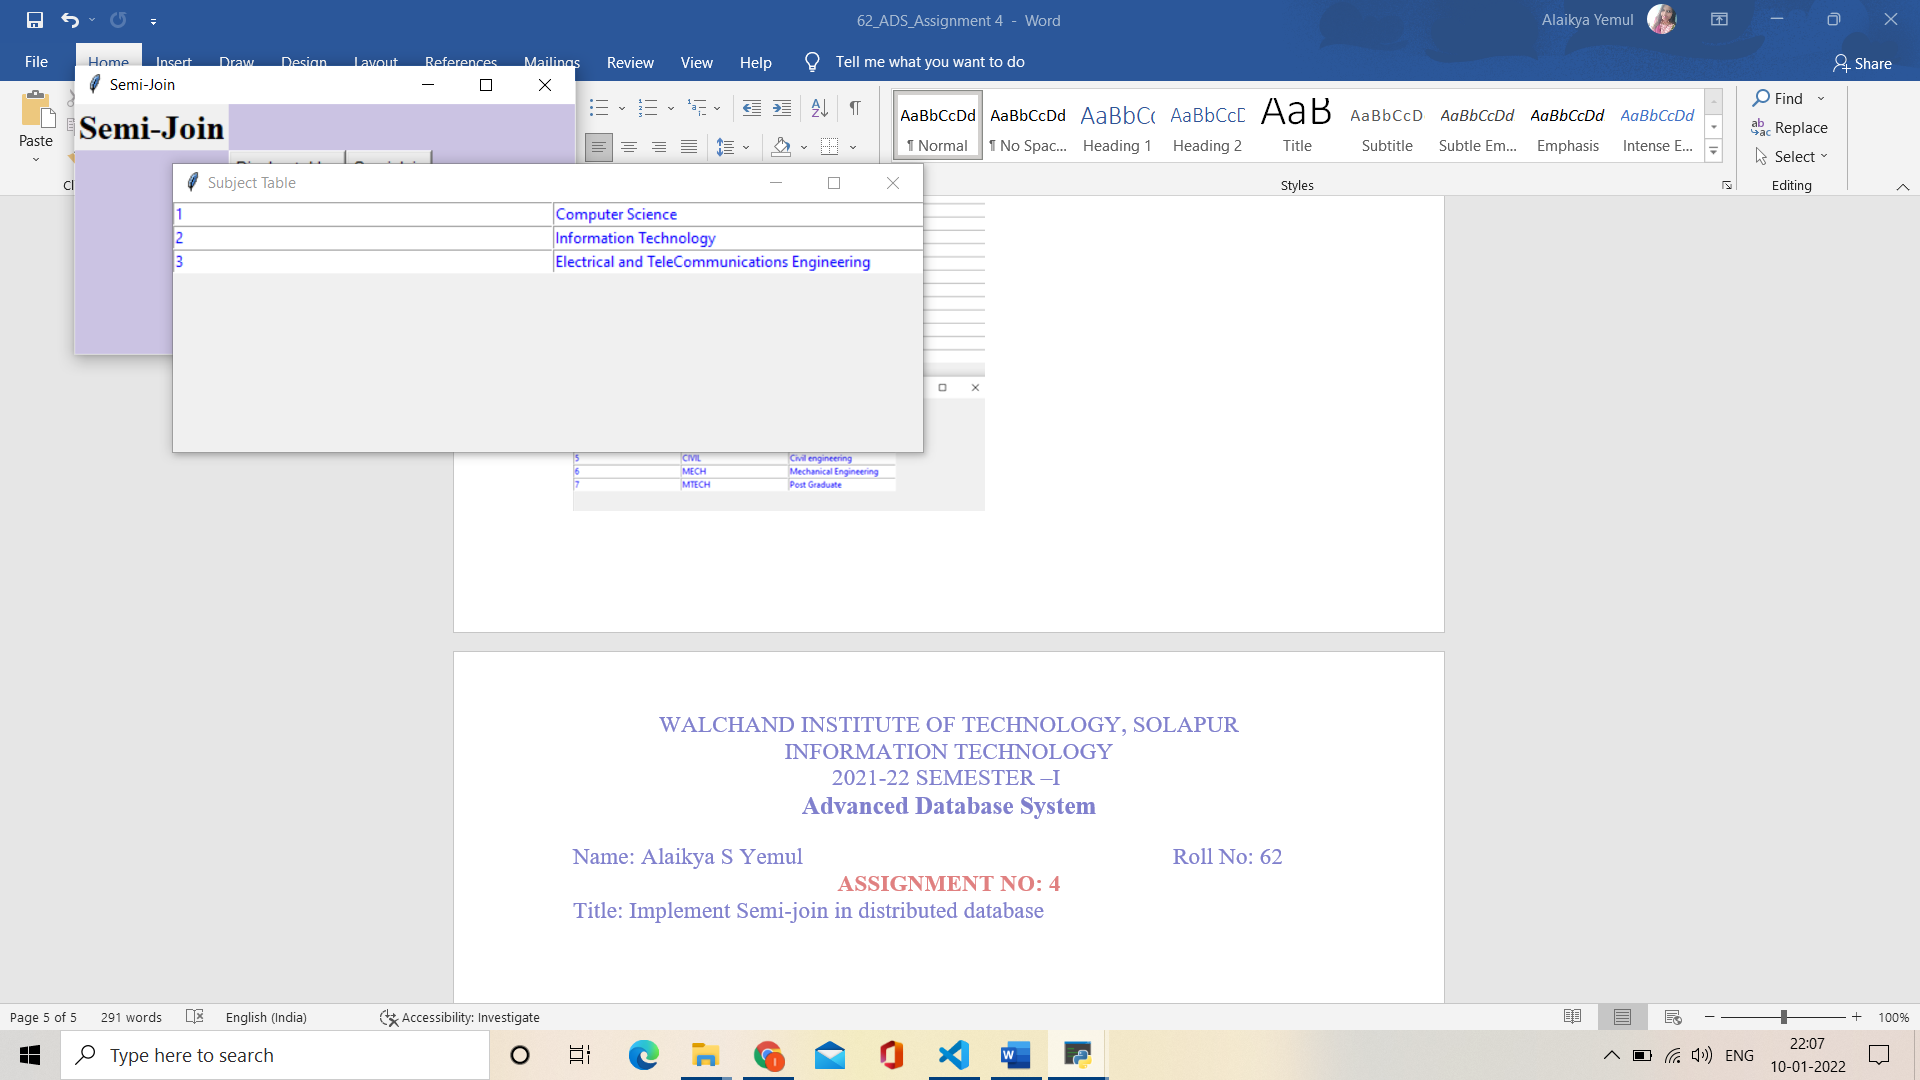 62_ADS_Assignment 4 - Word
Alaikya Yemul
File Home Insert Draw Design Layout References Mailings Review View Help Tell me what you want to do
Share
Paste
AaBbCcDd AaBbCcDd AaBbCc AaBbCcD AaB AaBbCcD AaBbCcDd AaBbCcDd AaBbCcDd
¶ Normal ¶ No Spac... Heading 1 Heading 2 Title Subtitle Subtle Em... Emphasis Intense E...
Styles
Find
Replace
Select
Editing
Semi-Join
Semi-Join
Subject Table
1 Computer Science
2 Information Technology
3 Electrical and TeleCommunications Engineering
5 CIVIL Civil engineering
6 MECH Mechanical Engineering
7 MTECH Post Graduate
WALCHAND INSTITUTE OF TECHNOLOGY, SOLAPUR
INFORMATION TECHNOLOGY
2021-22 SEMESTER –I
Advanced Database System
Name: Alaikya S Yemul Roll No: 62
ASSIGNMENT NO: 4
Title: Implement Semi-join in distributed database
Page 5 of 5 291 words English (India) Accessibility: Investigate 100%
Type here to search
ENG
22:07
10-01-2022